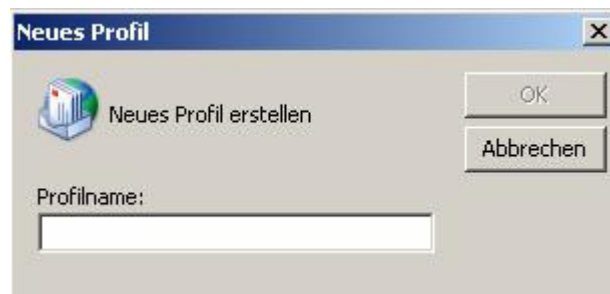 Neues Profil
Neues Profil erstellen
OK
Abbrechen
Profilname: